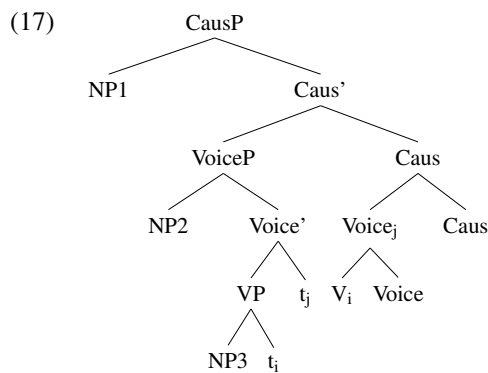 (17) CausP
NP1 Caus’
VoiceP Caus
NP2 Voice’ Voicej Caus
VP tj Vi Voice
NP3 ti